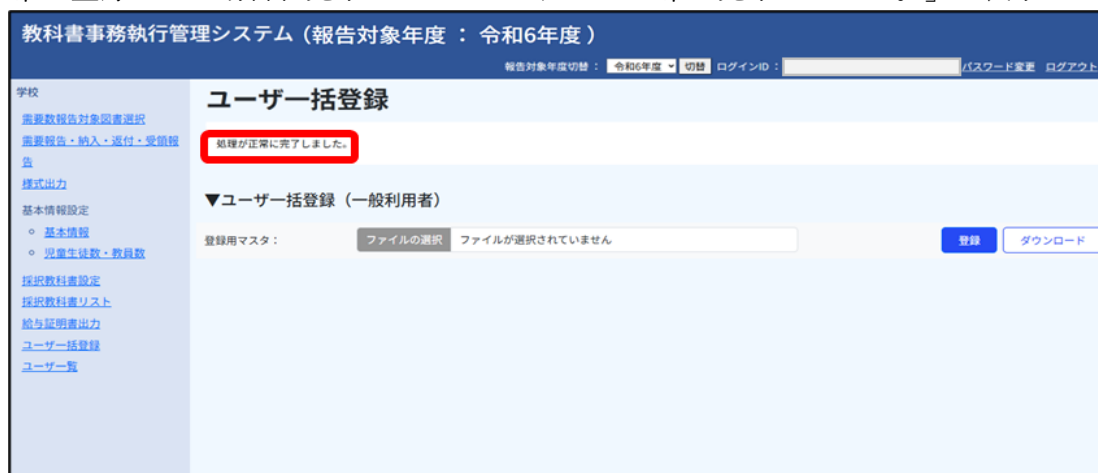 教科書事務執行管理システム（報告対象年度 ： 令和6年度）
報告対象年度切替： 令和6年度 切替 ログインID： パスワード変更 ログアウト
学校
需要数報告対象図書選択
需要報告・納入・返付・受領報
告
様式出力
基本情報設定
基本情報
児童生徒数・教員数
採択教科書設定
採択教科書リスト
給与証明書出力
ユーザー括登録
ユーザー覧
ユーザー括登録
処理が正常に完了しました。
▼ユーザー括登録（一般利用者）
登録用マスタ： ファイルの選択 ファイルが選択されていません 登録 ダウンロード